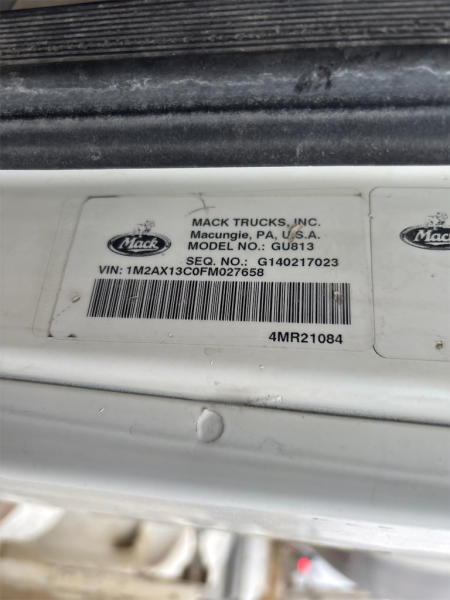 Mack
MACK TRUCKS, INC.
Macungie, PA, U.S.A.
MODEL NO.: GU813
SEQ. NO.: G140217023
VIN: 1M2AX13C0FM027658
4MR21084
Mack